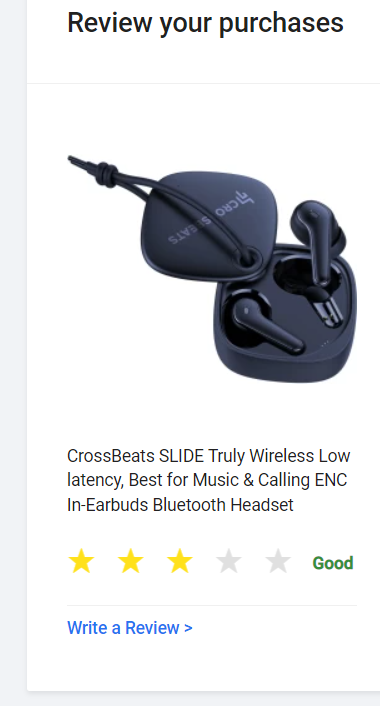 Review your purchases
CROSSBEATS
CrossBeats SLIDE Truly Wireless Low
latency, Best for Music & Calling ENC
In-Earbuds Bluetooth Headset
Good
Write a Review >